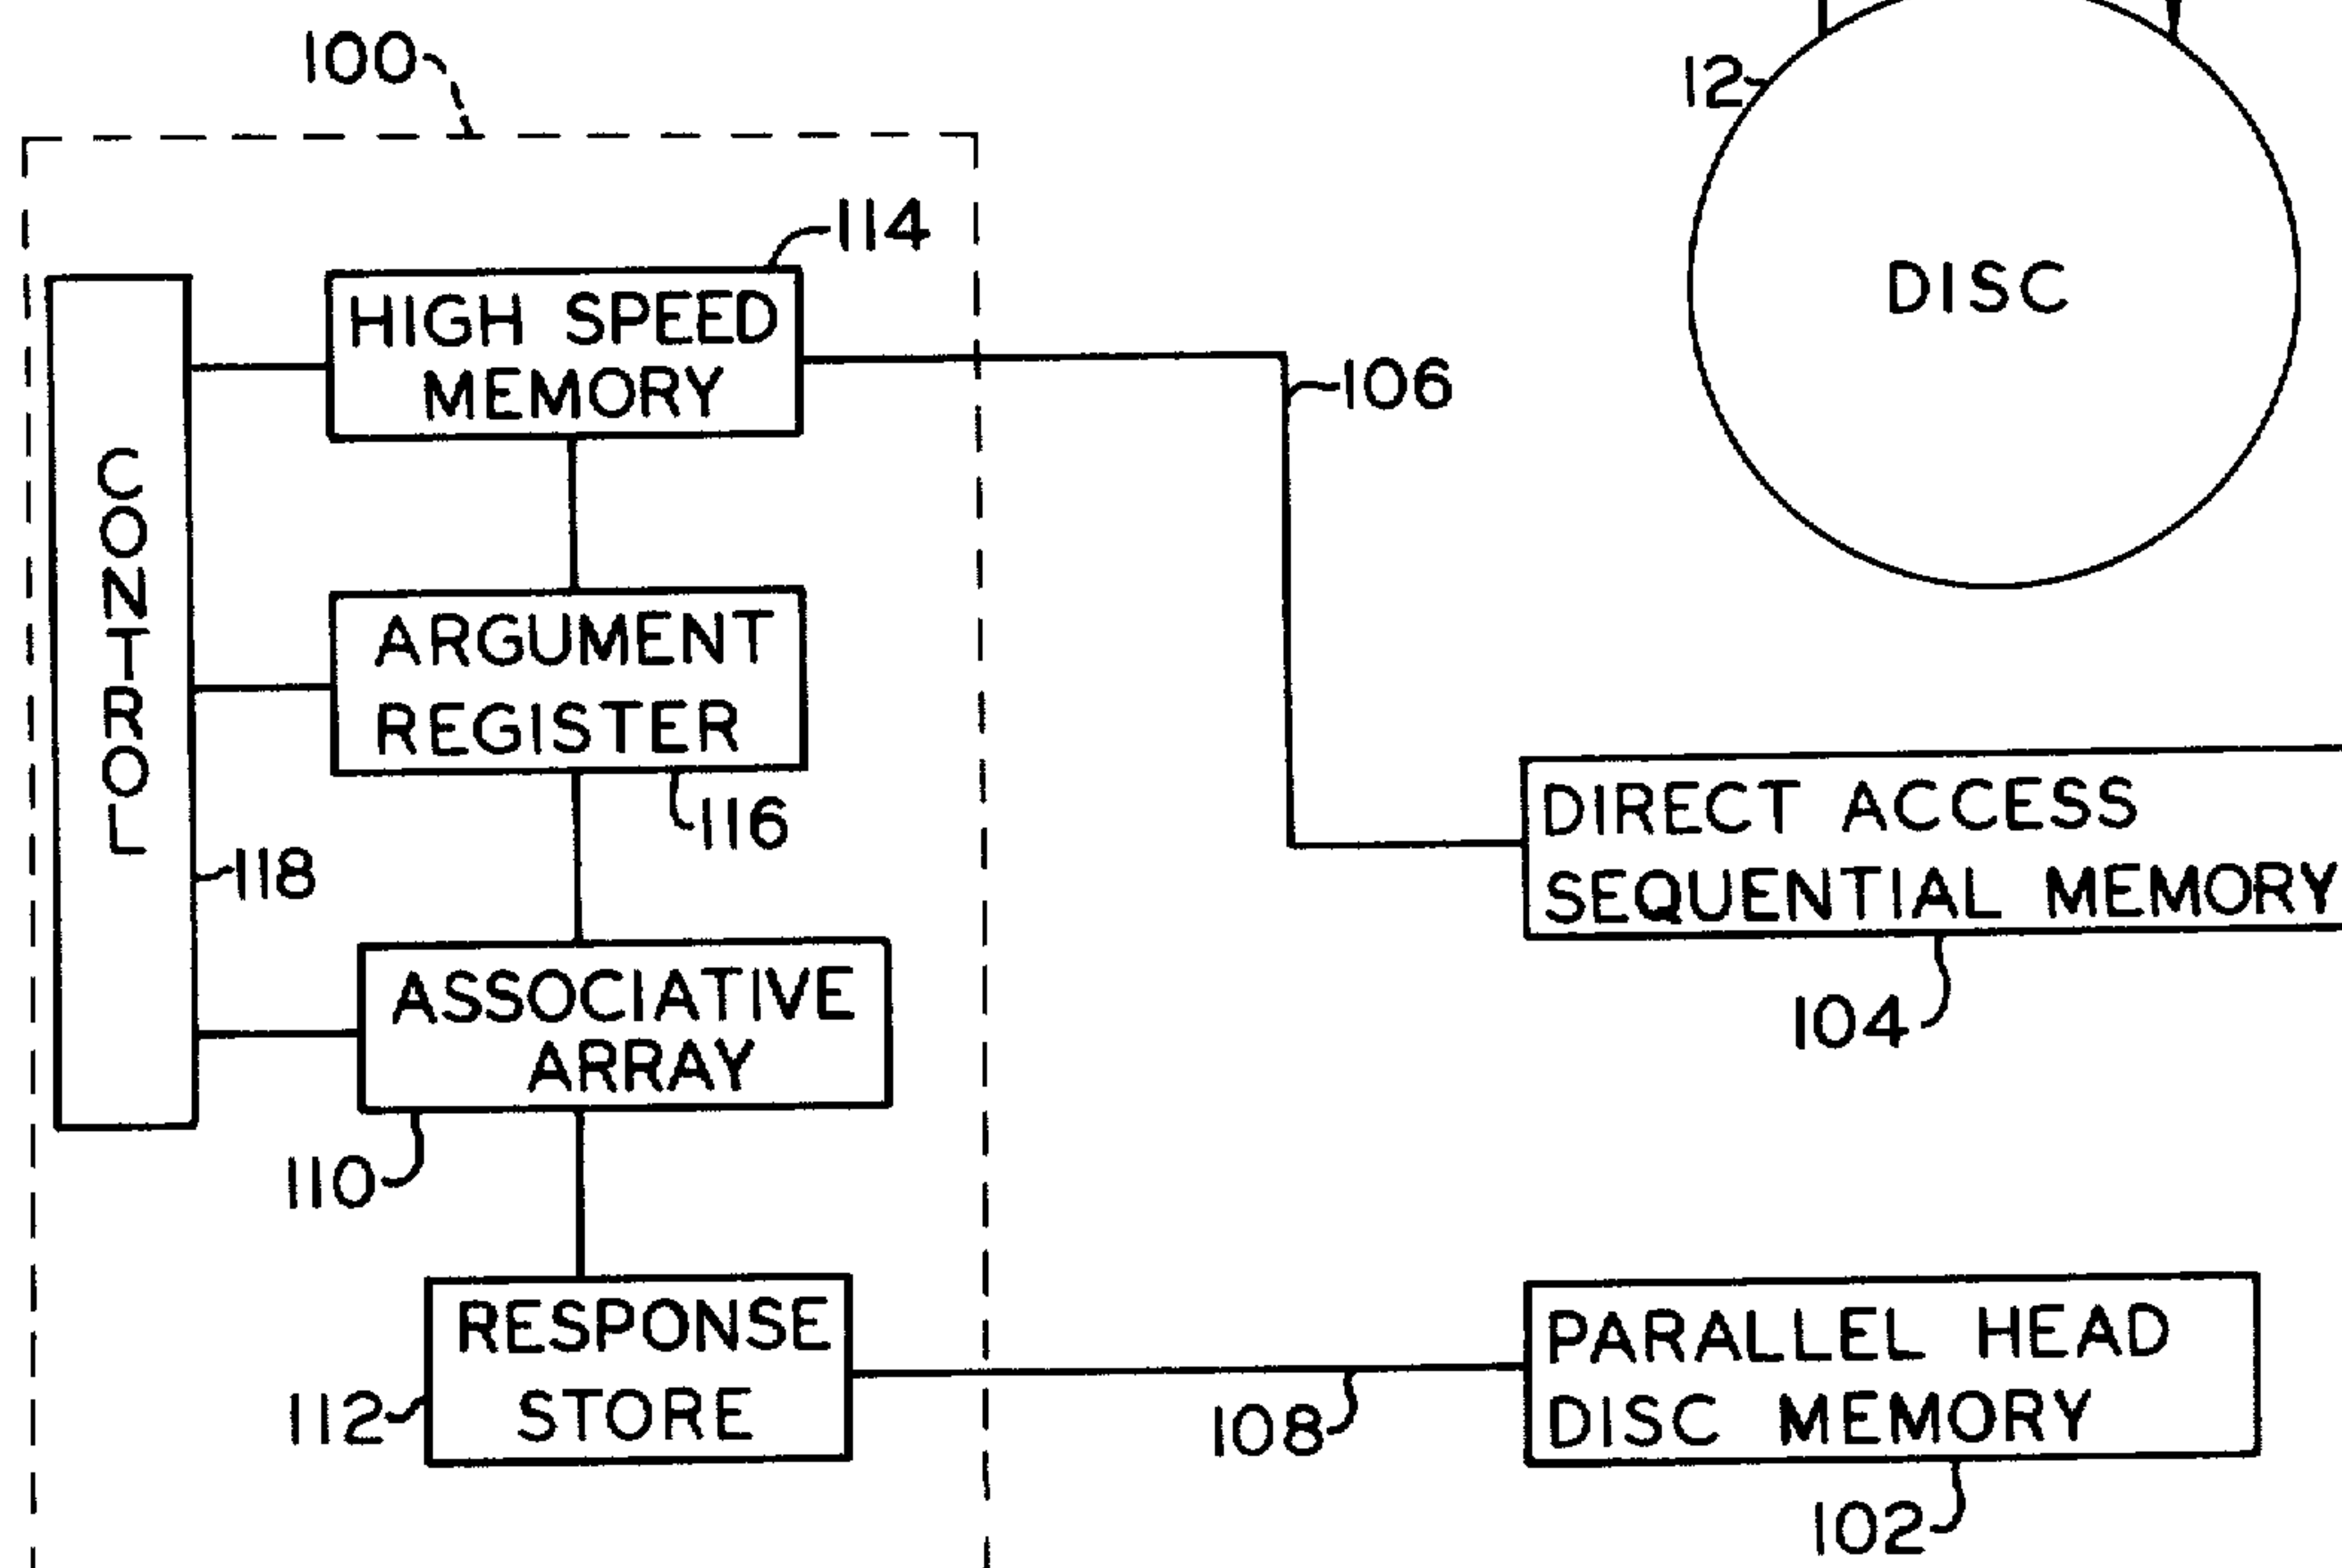 100
12
114
HIGH SPEED
MEMORY
DISC
106
CONTROL
ARGUMENT
REGISTER
116
118
DIRECT ACCESS
SEQUENTIAL MEMORY
104
ASSOCIATIVE
ARRAY
110
RESPONSE
STORE
112
108
PARALLEL HEAD
DISC MEMORY
102